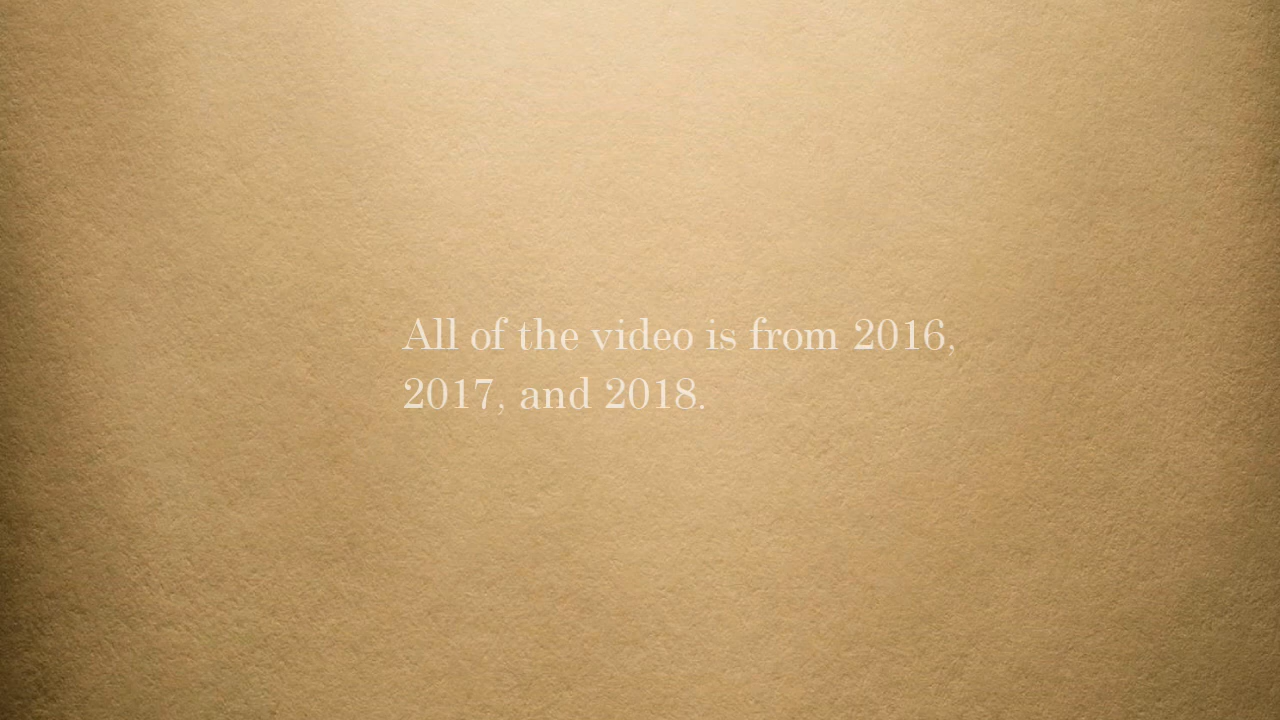 All of the video is from 2016,
2017, and 2018.